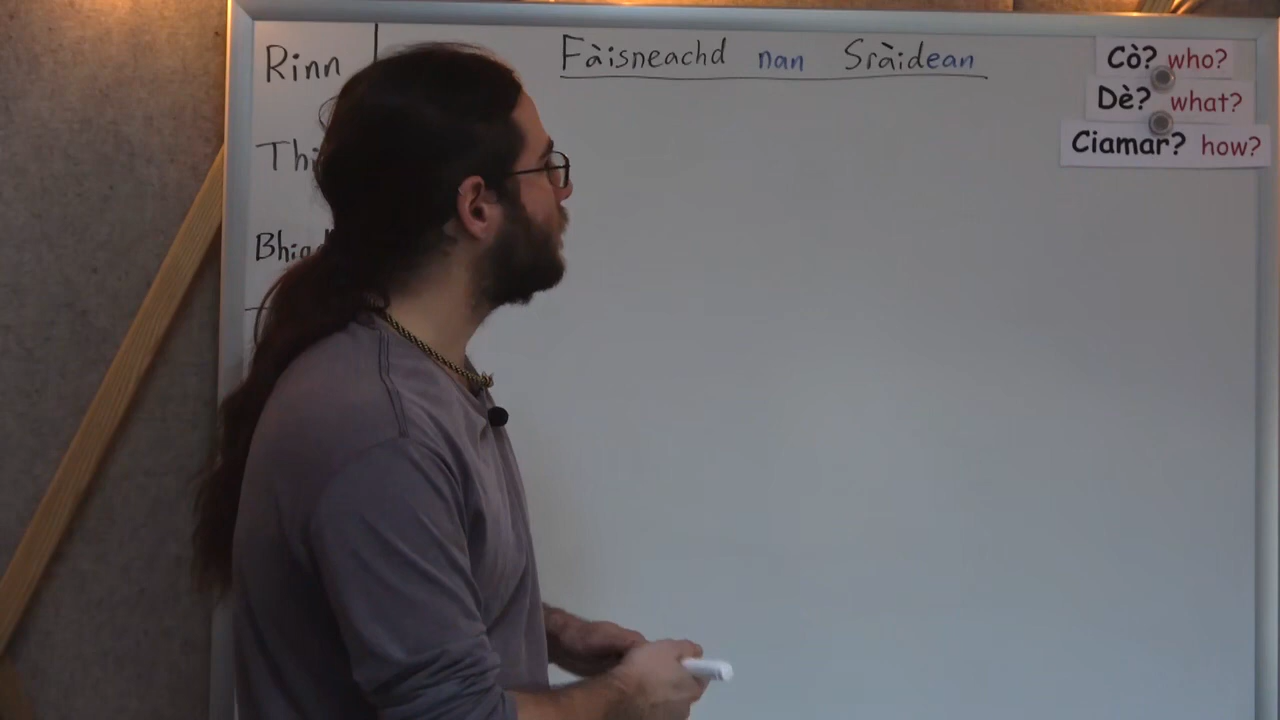 Rinn
Fàisneachd nan Sràidean
Cò? who?
Dè? what?
Ciamar? how?